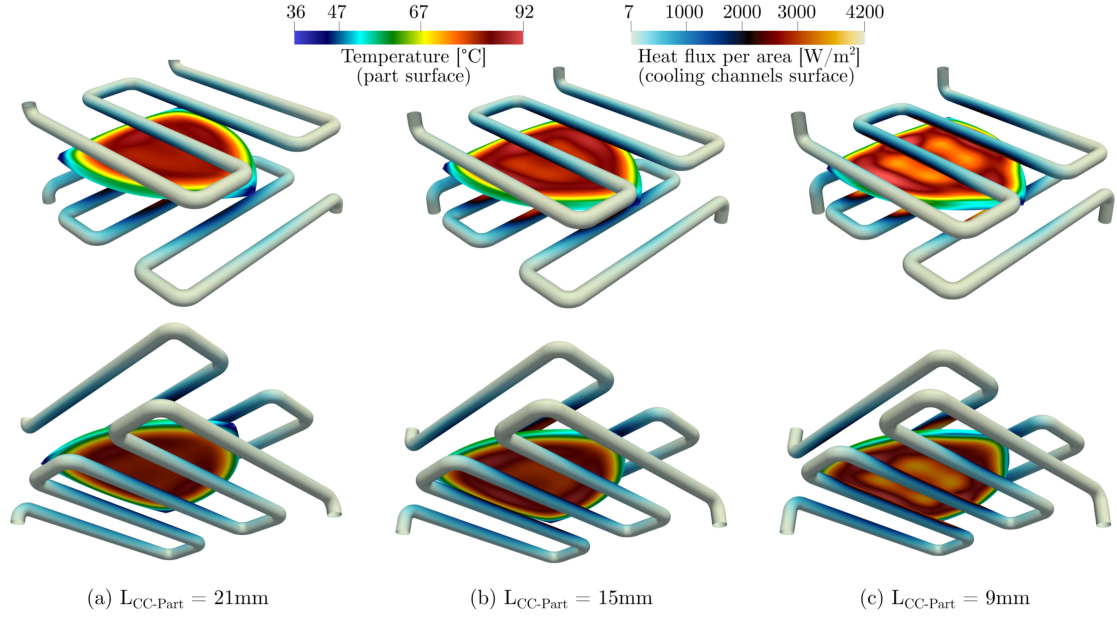 36 47 67 92
Temperature [°C]
(part surface)
7 1000 2000 3000 4200
Heat flux per area [W/m²]
(cooling channels surface)
(a) L_CC-Part = 21mm
(b) L_CC-Part = 15mm
(c) L_CC-Part = 9mm